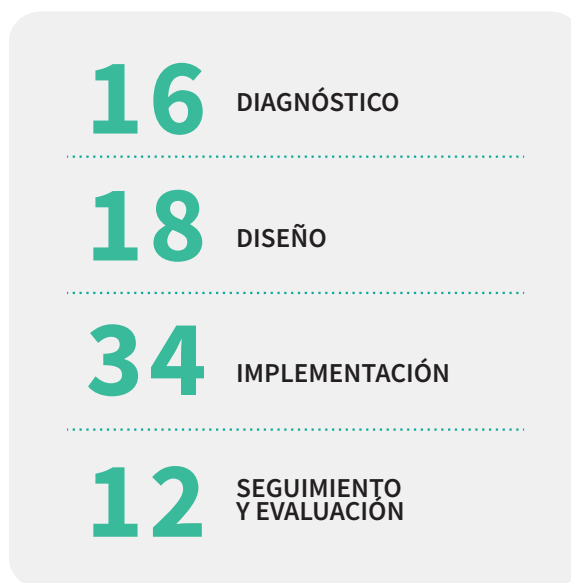 16
DIAGNÓSTICO
18
DISEÑO
34
IMPLEMENTACIÓN
12
SEGUIMIENTO
Y EVALUACIÓN